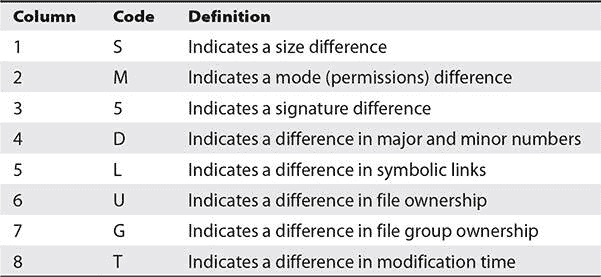 Column Code Definition
1 S Indicates a size difference
2 M Indicates a mode (permissions) difference
3 5 Indicates a signature difference
4 D Indicates a difference in major and minor numbers
5 L Indicates a difference in symbolic links
6 U Indicates a difference in file ownership
7 G Indicates a difference in file group ownership
8 T Indicates a difference in modification time